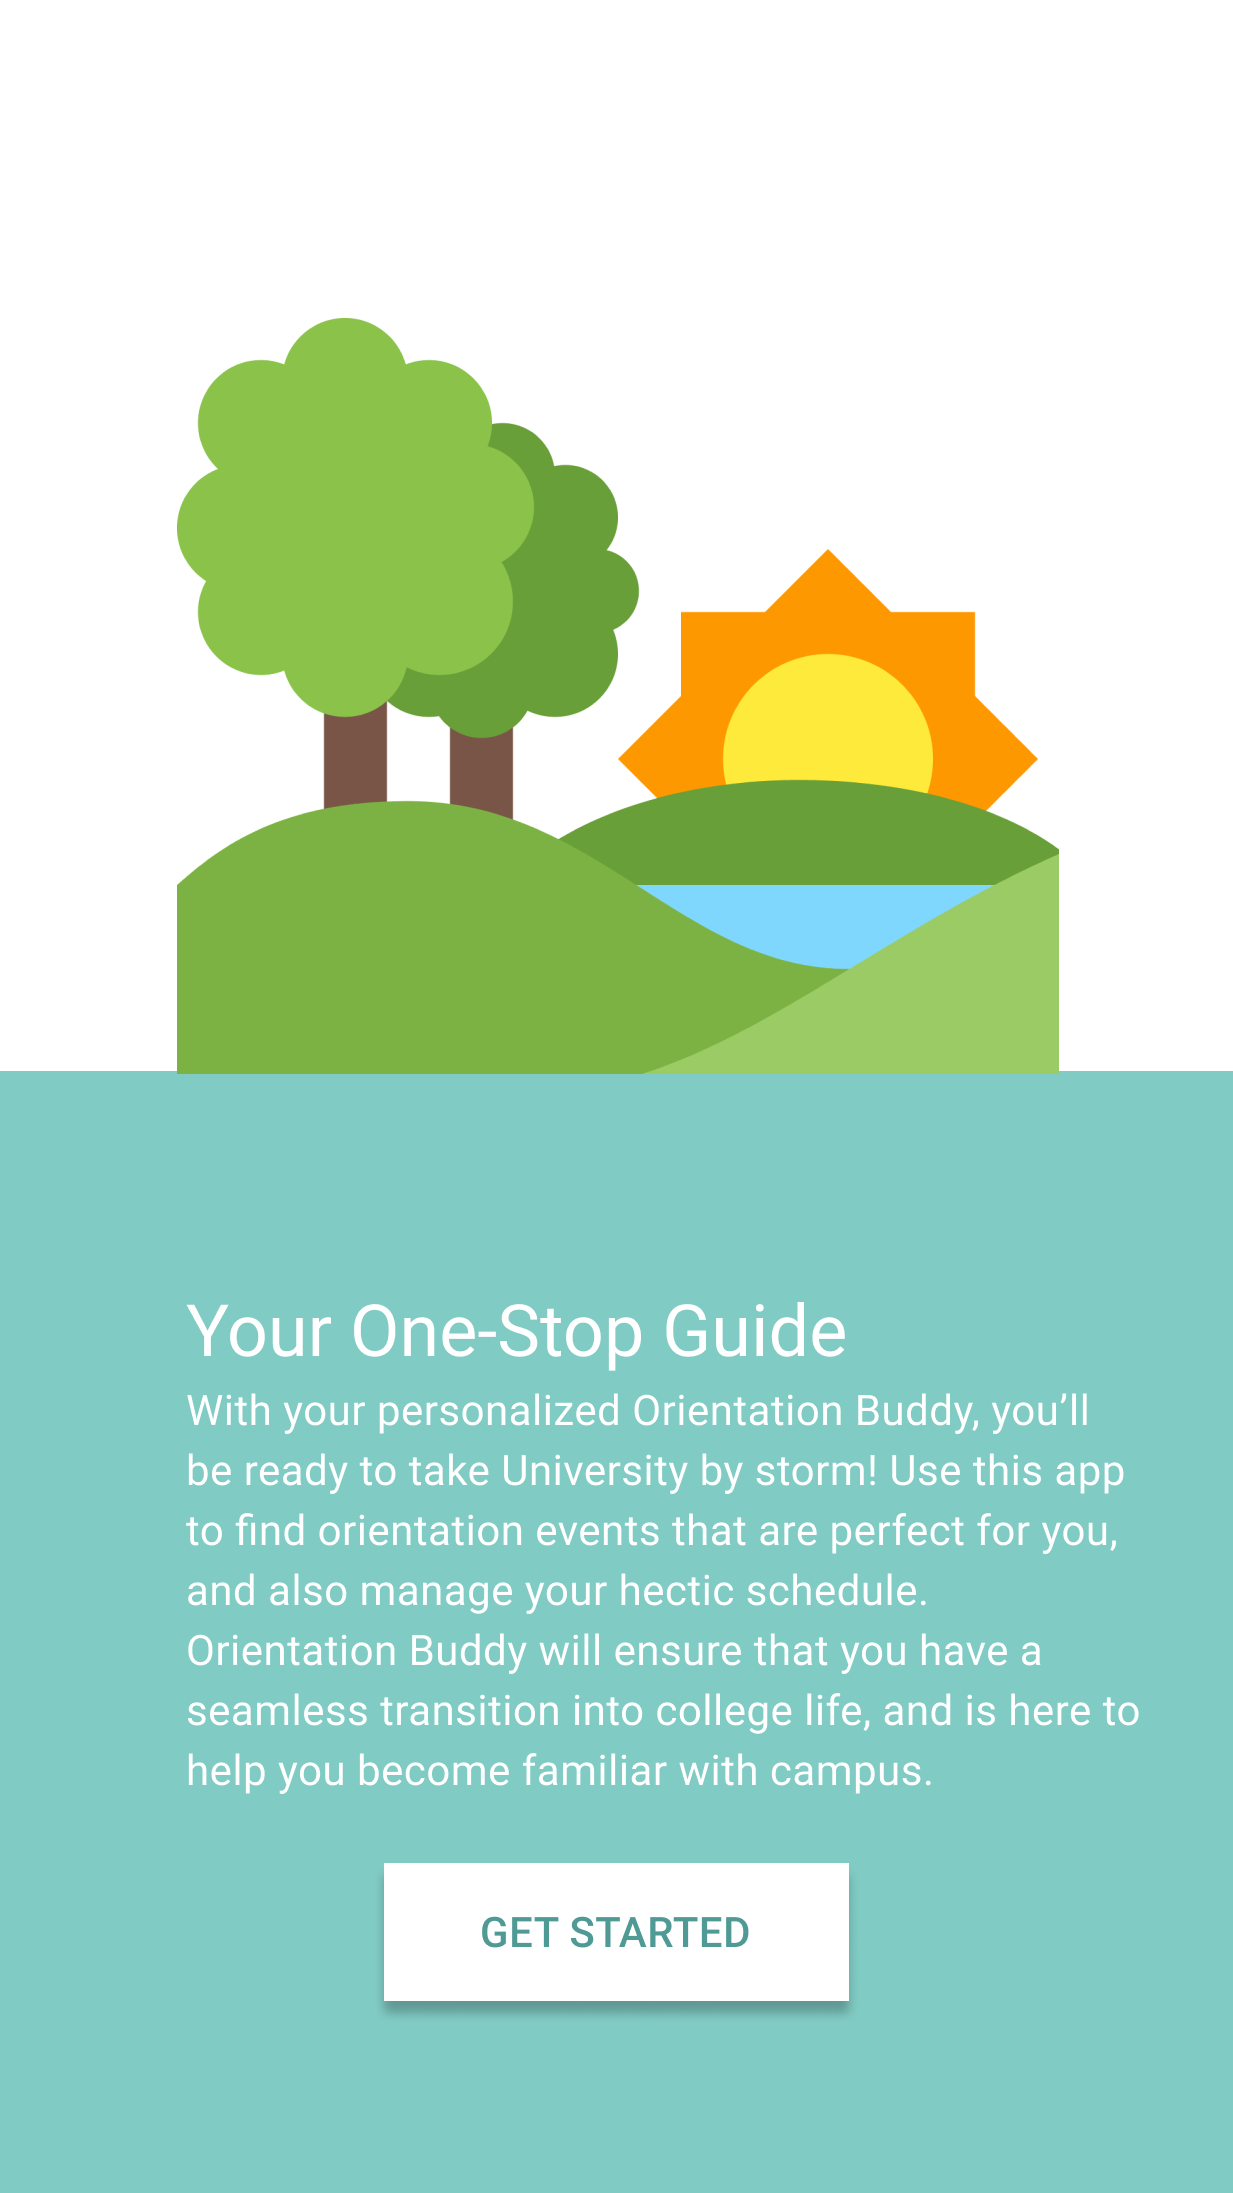 Your One-Stop Guide
With your personalized Orientation Buddy, you’ll
be ready to take University by storm! Use this app
to find orientation events that are perfect for you,
and also manage your hectic schedule.
Orientation Buddy will ensure that you have a
seamless transition into college life, and is here to
help you become familiar with campus.
GET STARTED